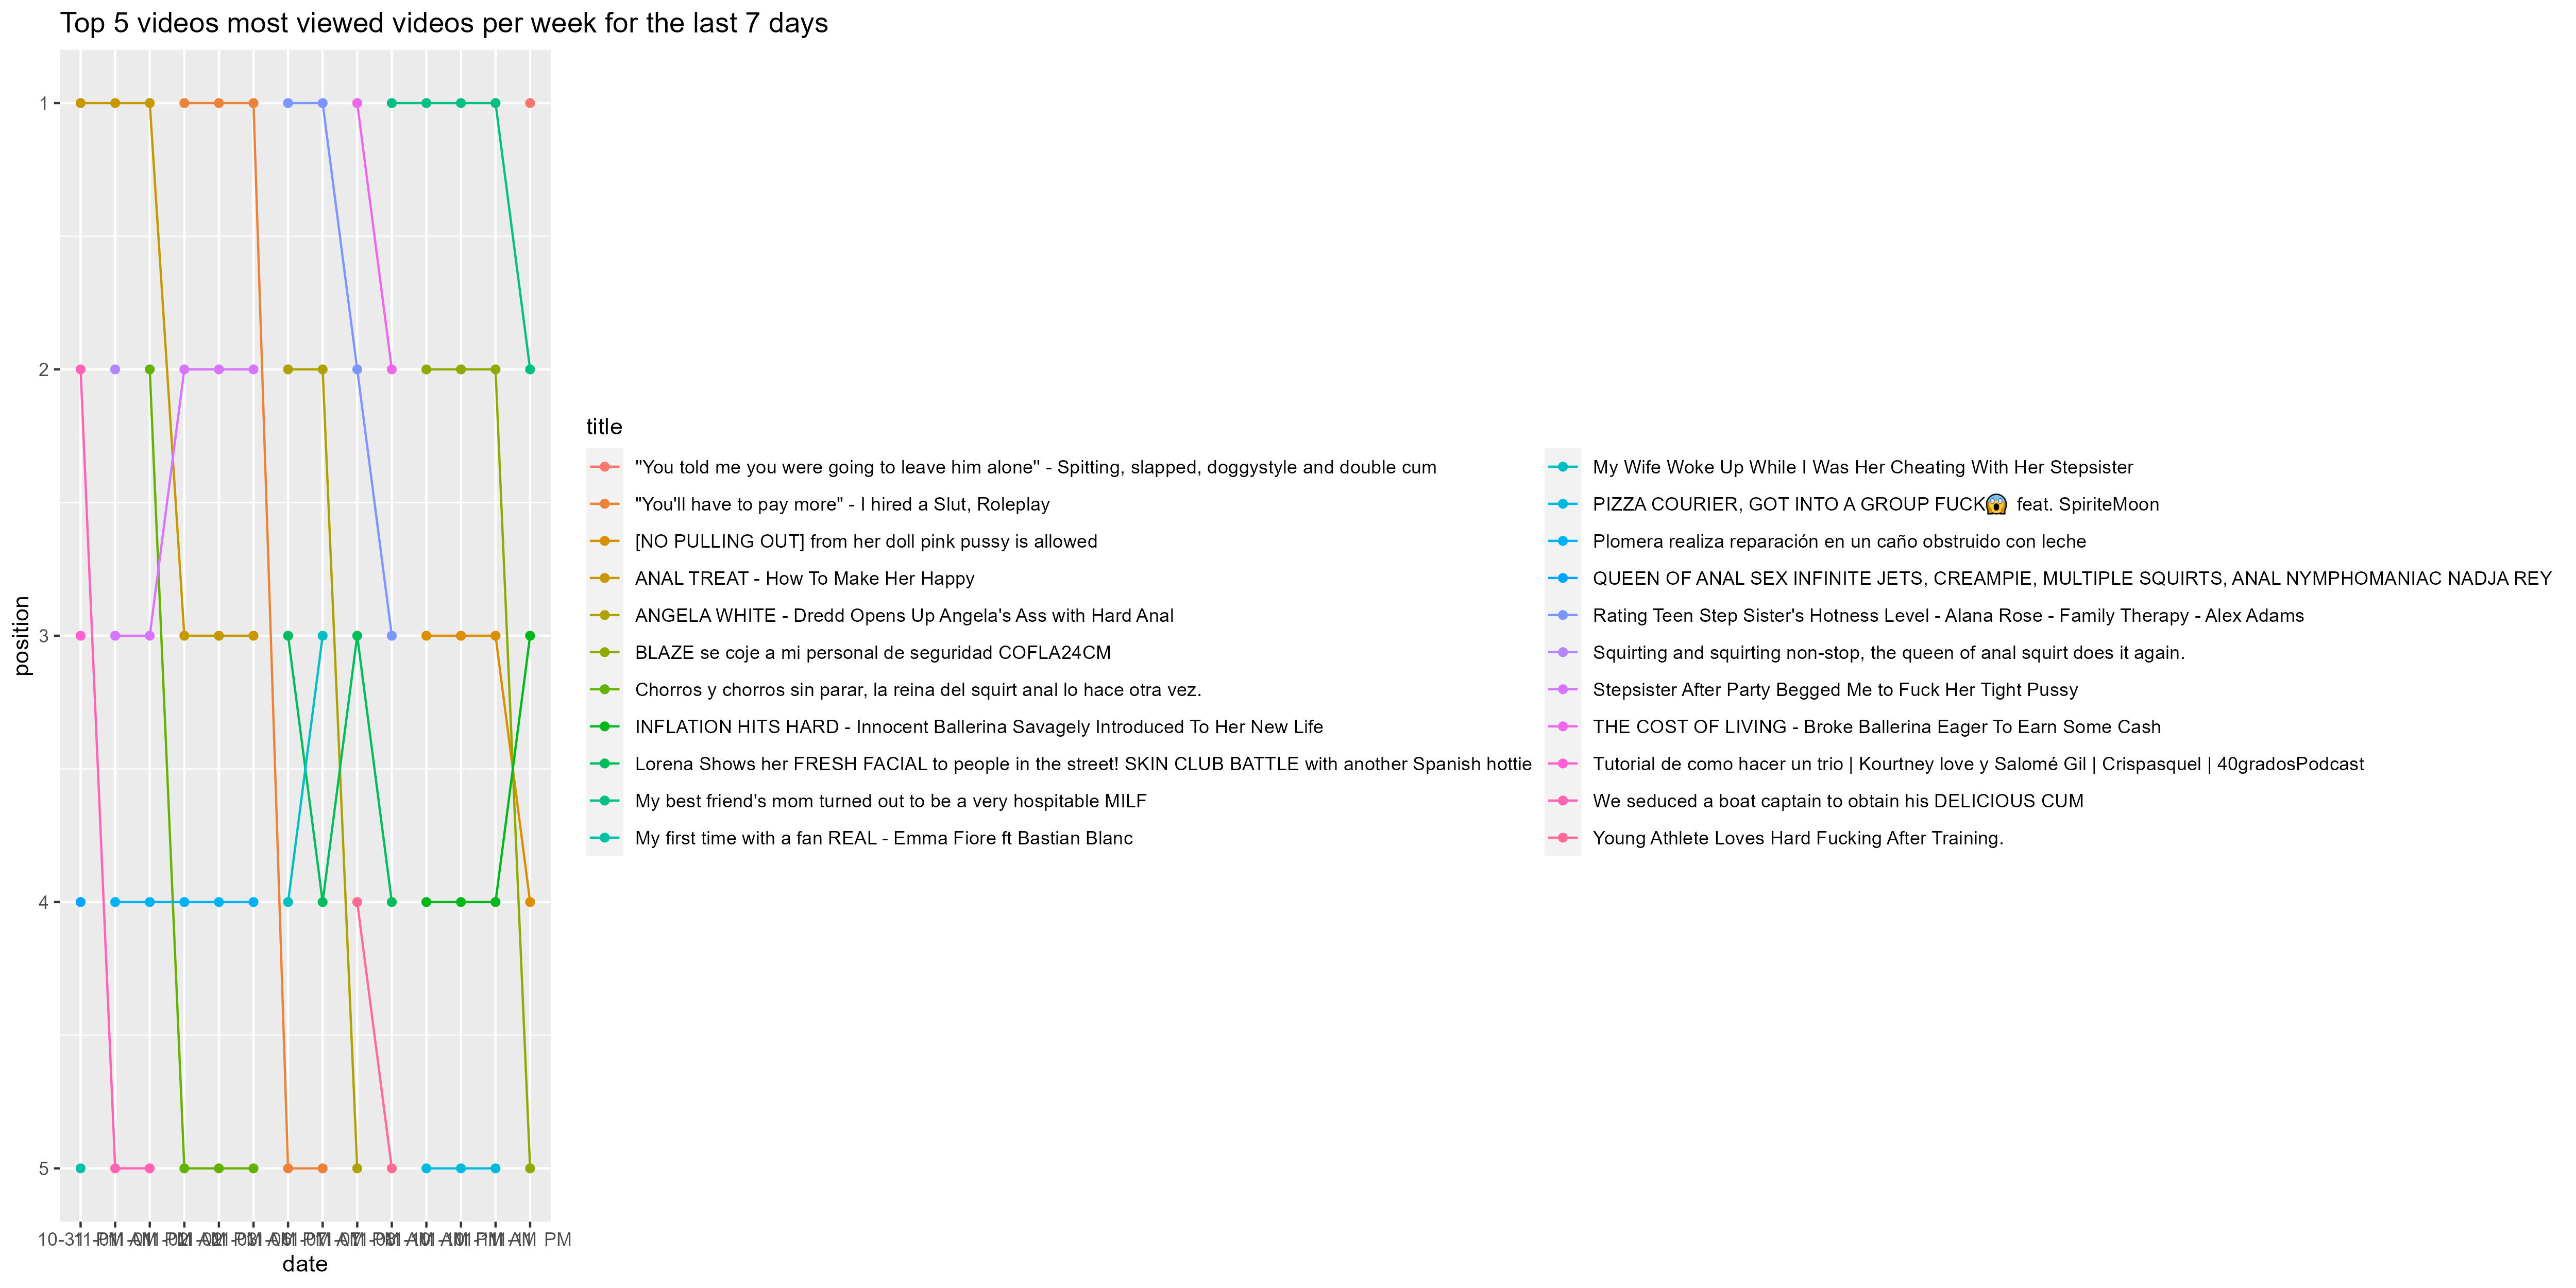 Top 5 videos most viewed videos per week for the last 7 days
position
1
2
3
4
5
date
title
"You told me you were going to leave him alone" - Spitting, slapped, doggystyle and double cum
"You'll have to pay more" - I hired a Slut, Roleplay
[NO PULLING OUT] from her doll pink pussy is allowed
ANAL TREAT - How To Make Her Happy
ANGELA WHITE - Dredd Opens Up Angela's Ass with Hard Anal
BLAZE se coje a mi personal de seguridad COFLA24CM
Chorros y chorros sin parar, la reina del squirt anal lo hace otra vez.
INFLATION HITS HARD - Innocent Ballerina Savagely Introduced To Her New Life
Lorena Shows her FRESH FACIAL to people in the street! SKIN CLUB BATTLE with another Spanish hottie
My best friend's mom turned out to be a very hospitable MILF
My first time with a fan REAL - Emma Fiore ft Bastian Blanc
My Wife Woke Up While I Was Her Cheating With Her Stepsister
PIZZA COURIER, GOT INTO A GROUP FUCK😱 feat. SpiriteMoon
Plomera realiza reparación en un caño obstruido con leche
QUEEN OF ANAL SEX INFINITE JETS, CREAMPIE, MULTIPLE SQUIRTS, ANAL NYMPHOMANIAC NADJA REY
Rating Teen Step Sister's Hotness Level - Alana Rose - Family Therapy - Alex Adams
Squirting and squirting non-stop, the queen of anal squirt does it again.
Stepsister After Party Begged Me to Fuck Her Tight Pussy
THE COST OF LIVING - Broke Ballerina Eager To Earn Some Cash
Tutorial de como hacer un trio | Kourtney love y Salomé Gil | Crispasquel | 40gradosPodcast
We seduced a boat captain to obtain his DELICIOUS CUM
Young Athlete Loves Hard Fucking After Training.